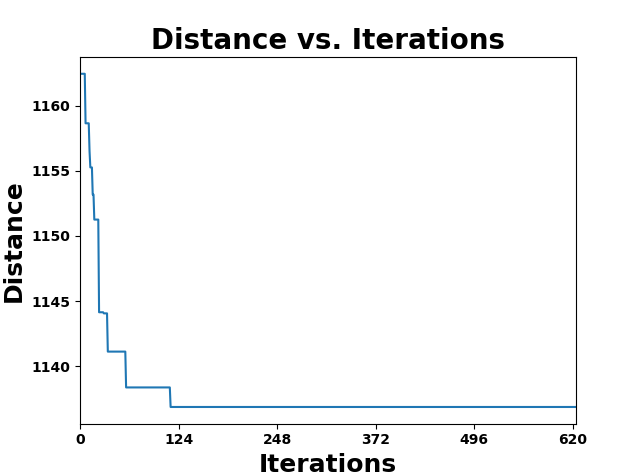 Distance vs. Iterations
Distance
1160
1155
1150
1145
1140
0 124 248 372 496 620
Iterations